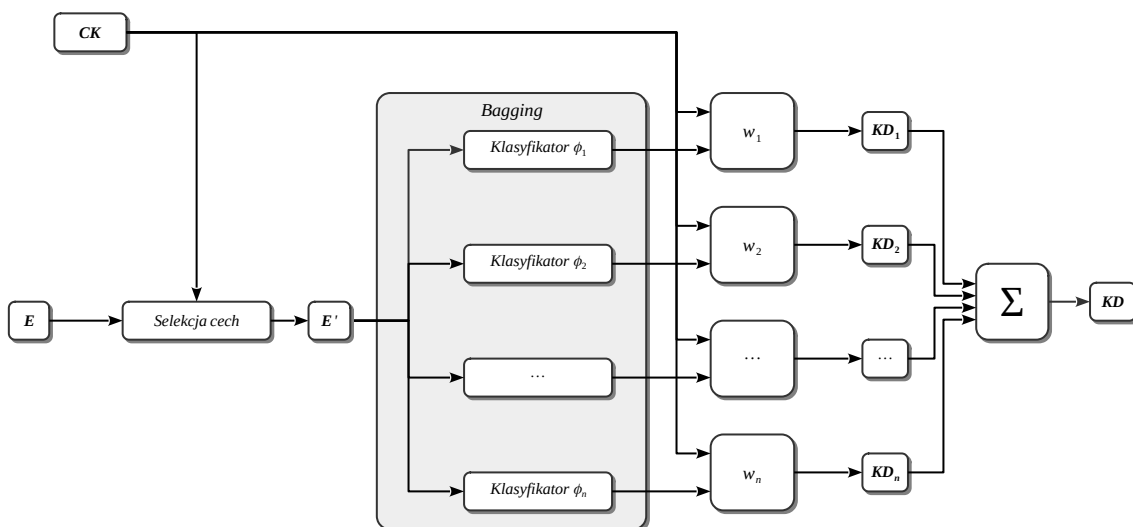 CK
Bagging
Klasyfikator ϕ₁
w₁
KD₁
Klasyfikator ϕ₂
w₂
KD₂
E
Selekcja cech
E'
Σ
KD
...
...
...
Klasyfikator ϕₙ
wₙ
KDₙ